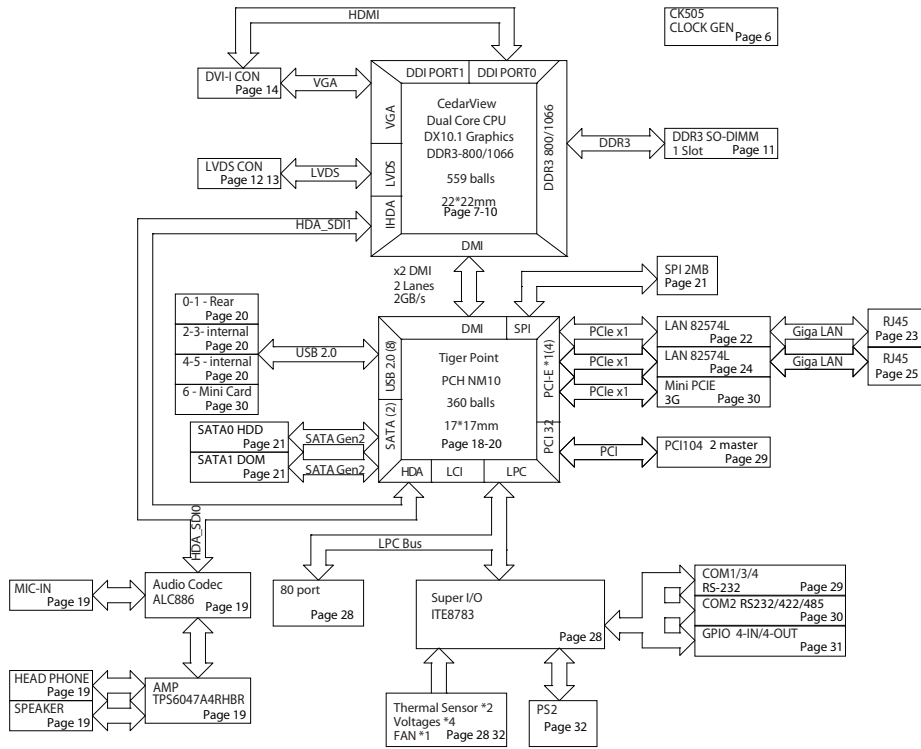 HDMI
CK505
CLOCK GEN
Page 6
DVI-I CON
Page 14
VGA
DDI PORT1
DDI PORT0
VGA
LVDS
IHDA
CedarView
Dual Core CPU
DX10.1 Graphics
DDR3-800/1066
559 balls
22*22mm
Page 7-10
DDR3 800/1066
DMI
DDR3
DDR3 SO-DIMM
1 Slot Page 11
LVDS CON
Page 12 13
LVDS
HDA_SDI1
x2 DMI
2 Lanes
2GB/s
SPI 2MB
Page 21
0-1 - Rear
Page 20
2-3- internal
Page 20
4-5 - internal
Page 20
6 - Mini Card
Page 30
USB 2.0
SATA0 HDD
Page 21
SATA1 DOM
Page 21
SATA Gen2
SATA Gen2
DMI
SPI
USB 2.0 (8)
SATA (2)
Tiger Point
PCH NM10
360 balls
17*17mm
Page 18-20
PCI-E *1(4)
PCI 32
HDA
LCI
LPC
PCIe x1
PCIe x1
PCIe x1
PCI
LAN 82574L
Page 22
LAN 82574L
Page 24
Mini PCIE
3G Page 30
PCI104 2 master
Page 29
Giga LAN
Giga LAN
RJ45
Page 23
RJ45
Page 25
HDA_SDI0
LPC Bus
MIC-IN
Page 19
Audio Codec
ALC886
Page 19
80 port
Page 28
Super I/O
ITE8783
Page 28
COM1/3/4
RS-232 Page 29
COM2 RS232/422/485
Page 30
GPIO 4-IN/4-OUT
Page 31
HEAD PHONE
Page 19
SPEAKER
Page 19
AMP
TPS6047A4RHBR
Page 19
Thermal Sensor *2
Voltages *4
FAN *1 Page 28 32
PS2
Page 32